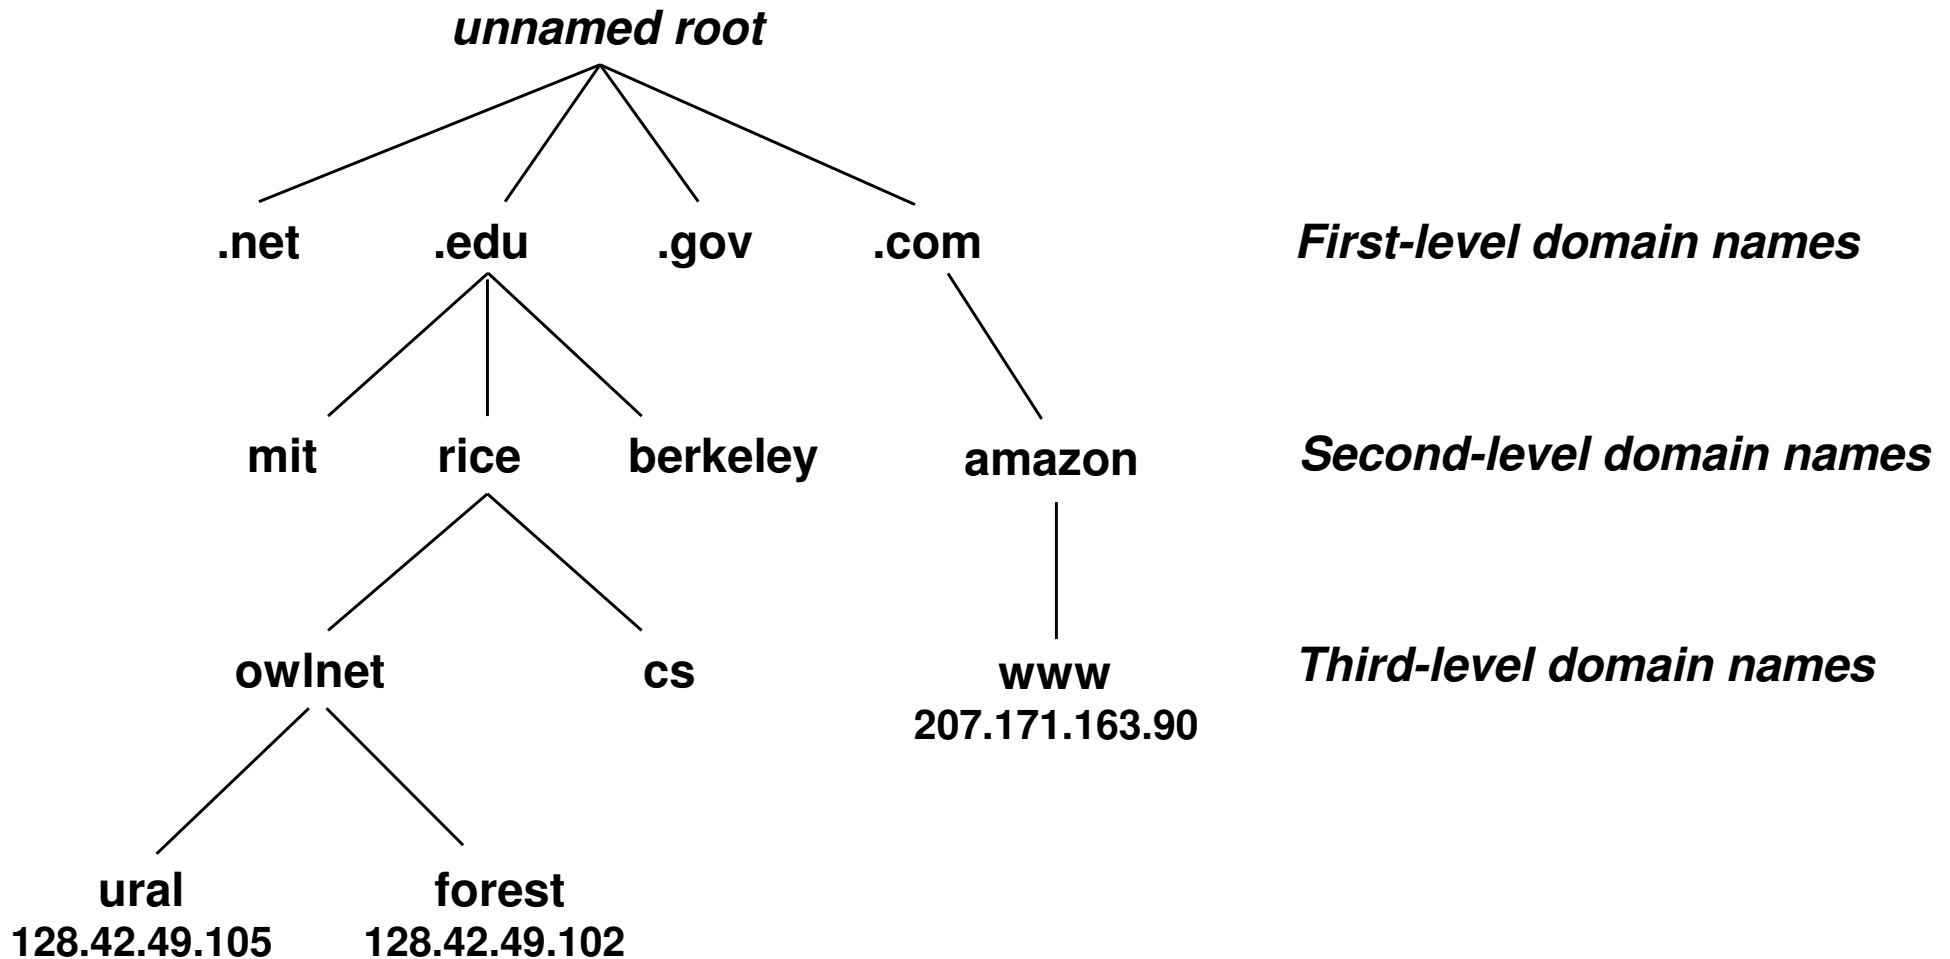 unnamed root
.net .edu .gov .com First-level domain names
mit rice berkeley amazon Second-level domain names
owlnet cs www Third-level domain names
207.171.163.90
ural forest
128.42.49.105 128.42.49.102